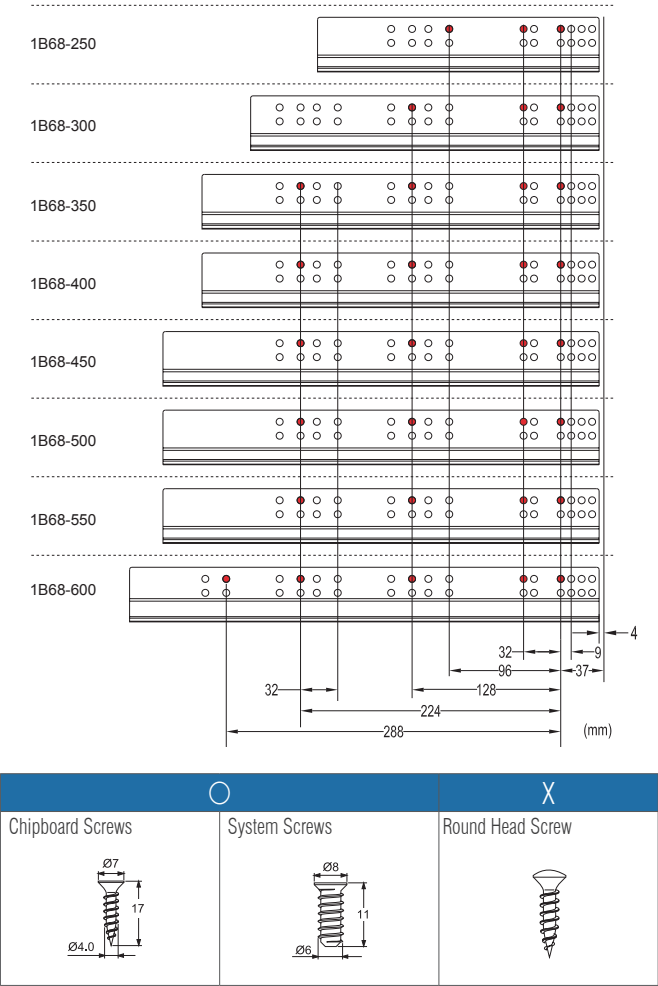 1B68-250
1B68-300
1B68-350
1B68-400
1B68-450
1B68-500
1B68-550
1B68-600
4
32
9
96
37
32
128
224
288
(mm)
O
X
Chipboard Screws
System Screws
Round Head Screw
Ø7
17
Ø4.0
Ø8
11
Ø6